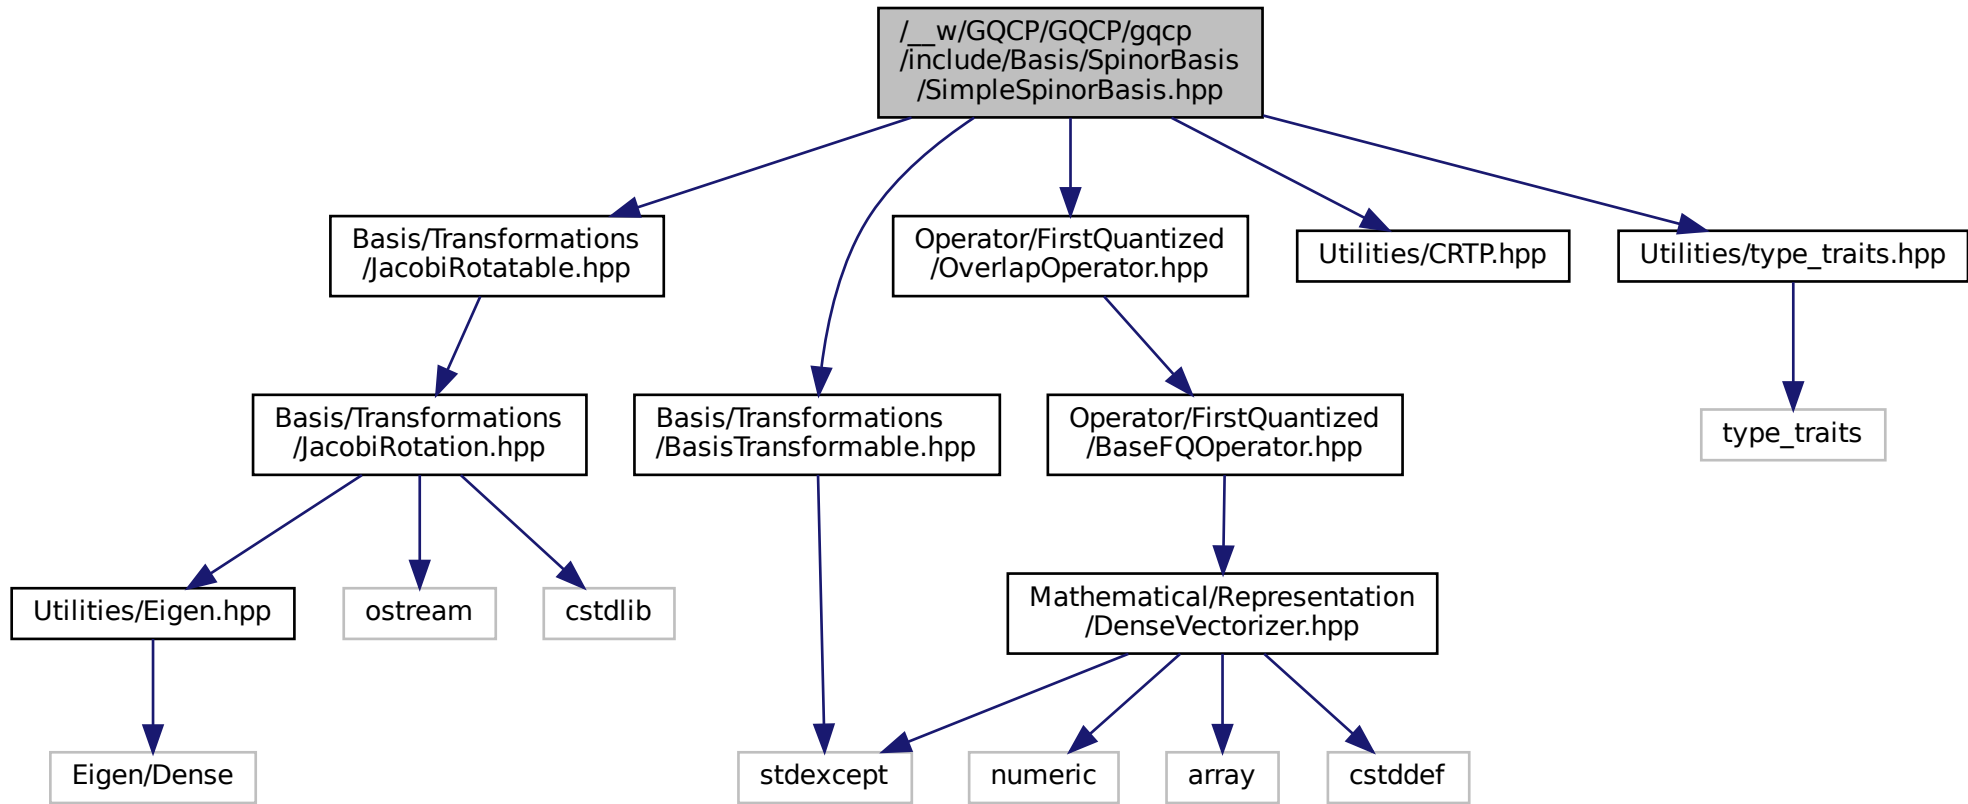 /__w/GQCP/GQCP/gqcp
/include/Basis/SpinorBasis
/SimpleSpinorBasis.hpp
Basis/Transformations
/JacobiRotatable.hpp
Operator/FirstQuantized
/OverlapOperator.hpp
Utilities/CRTP.hpp
Utilities/type_traits.hpp
Basis/Transformations
/JacobiRotation.hpp
Basis/Transformations
/BasisTransformable.hpp
Operator/FirstQuantized
/BaseFQOperator.hpp
type_traits
Utilities/Eigen.hpp
ostream
cstdlib
Mathematical/Representation
/DenseVectorizer.hpp
Eigen/Dense
stdexcept
numeric
array
cstddef